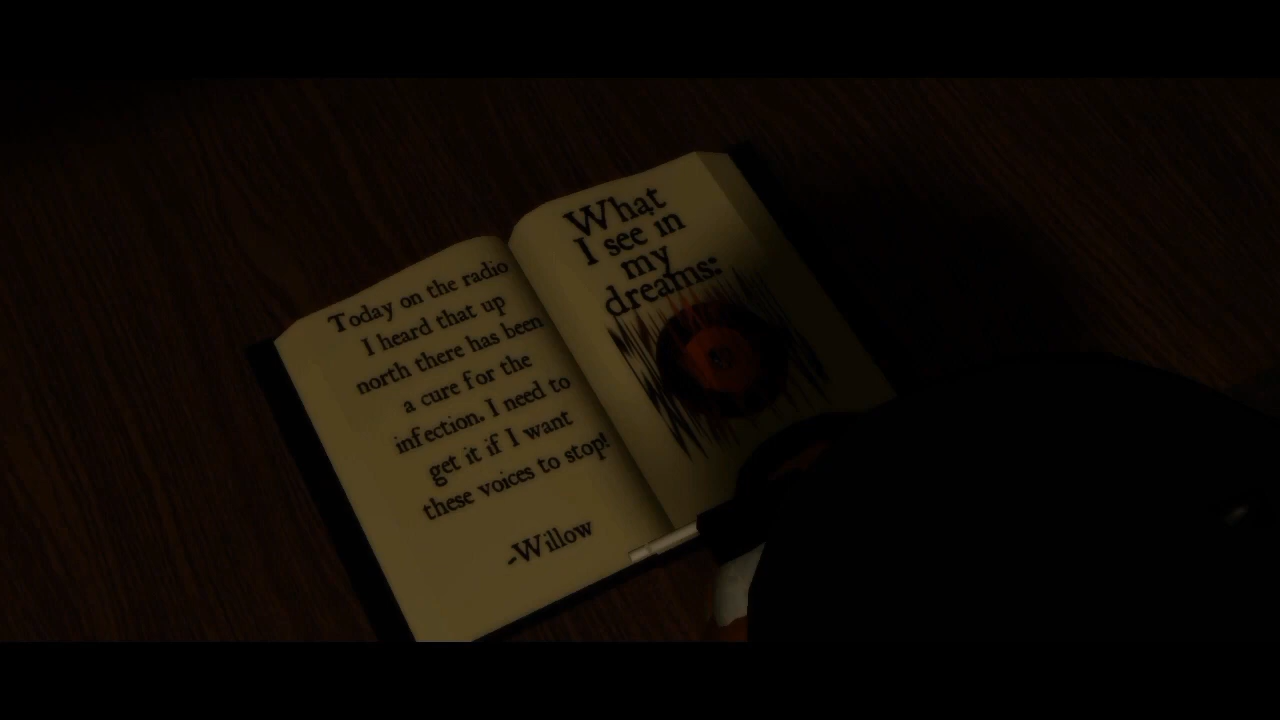 Today on the radio
I heard that up
north there has been
a cure for the
infection. I need to
get it if I want
these voices to stop!
-Willow
What
I see in
my
dreams: